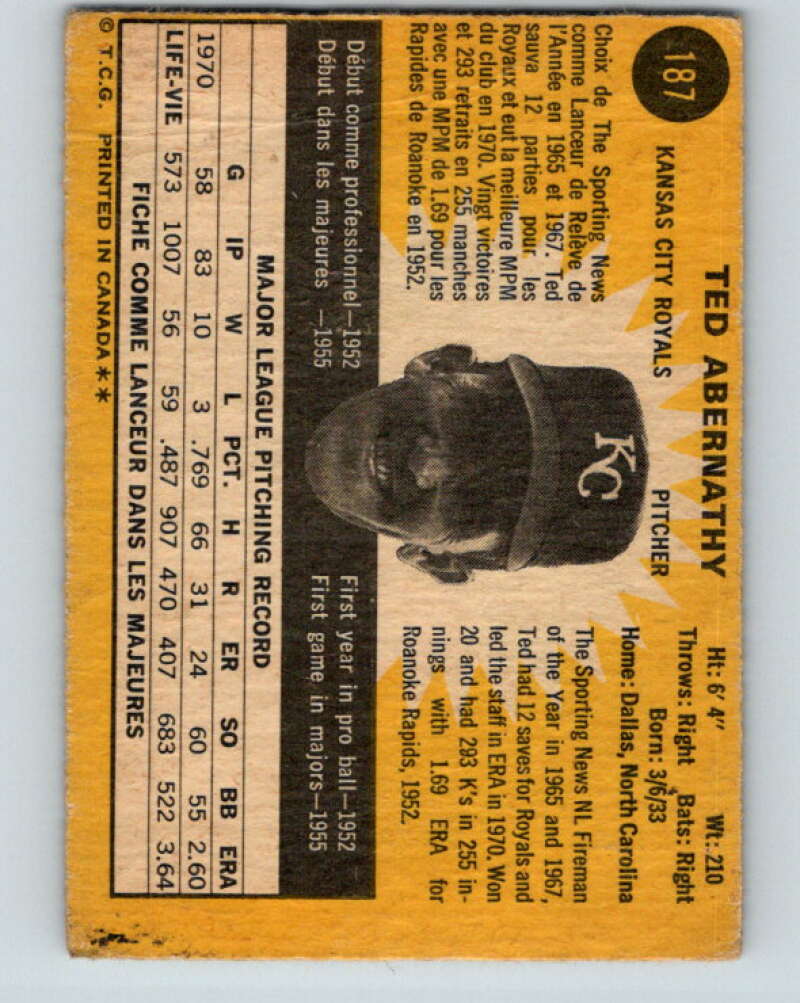 187
TED ABERNATHY
KANSAS CITY ROYALS PITCHER
Ht: 6' 4" Wt: 210
Throws: Right Bats: Right
Born: 3/6/33
Home: Dallas, North Carolina
Choix de The Sporting News
comme Lanceur de Relève de
l'Année en 1965 et 1967. Ted
sauva 12 parties pour les
Royaux et eut la meilleure MPM
du club en 1970. Vingt victoires
et 293 retraits en 255 manches
avec une MPM de 1.69 pour les
Rapides de Roanoke en 1952.
KC
The Sporting News NL Fireman
of the Year in 1965 and 1967,
Ted had 12 saves for Royals and
led the staff in ERA in 1970. Won
20 and had 293 K's in 255 in-
nings with 1.69 ERA for
Roanoke Rapids, 1952.
Début comme professionnel—1952
Début dans les majeures —1955
First year in pro ball—1952
First game in majors—1955
MAJOR LEAGUE PITCHING RECORD
G IP W L PCT. H R ER SO BB ERA
1970 58 83 10 3 .769 66 31 24 60 55 2.60
LIFE-VIE 573 1007 56 59 .487 907 470 407 683 522 3.64
FICHE COMME LANCEUR DANS LES MAJEURES
© T.C.G. PRINTED IN CANADA **